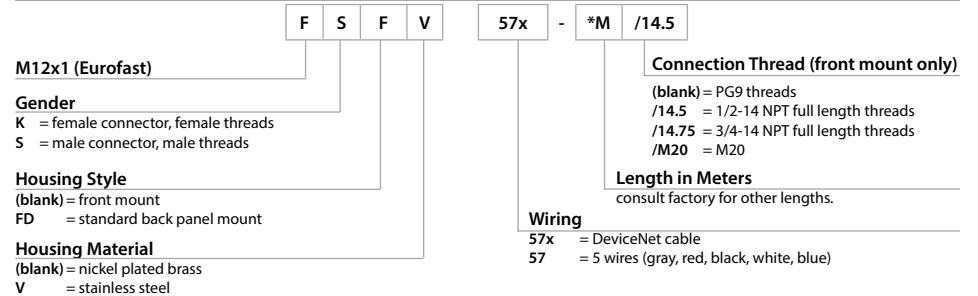 F S F V 57x - *M /14.5
M12x1 (Eurofast)
Gender
K = female connector, female threads
S = male connector, male threads
Housing Style
(blank) = front mount
FD = standard back panel mount
Housing Material
(blank) = nickel plated brass
V = stainless steel
Connection Thread (front mount only)
(blank) = PG9 threads
/14.5 = 1/2-14 NPT full length threads
/14.75 = 3/4-14 NPT full length threads
/M20 = M20
Length in Meters
consult factory for other lengths.
Wiring
57x = DeviceNet cable
57 = 5 wires (gray, red, black, white, blue)